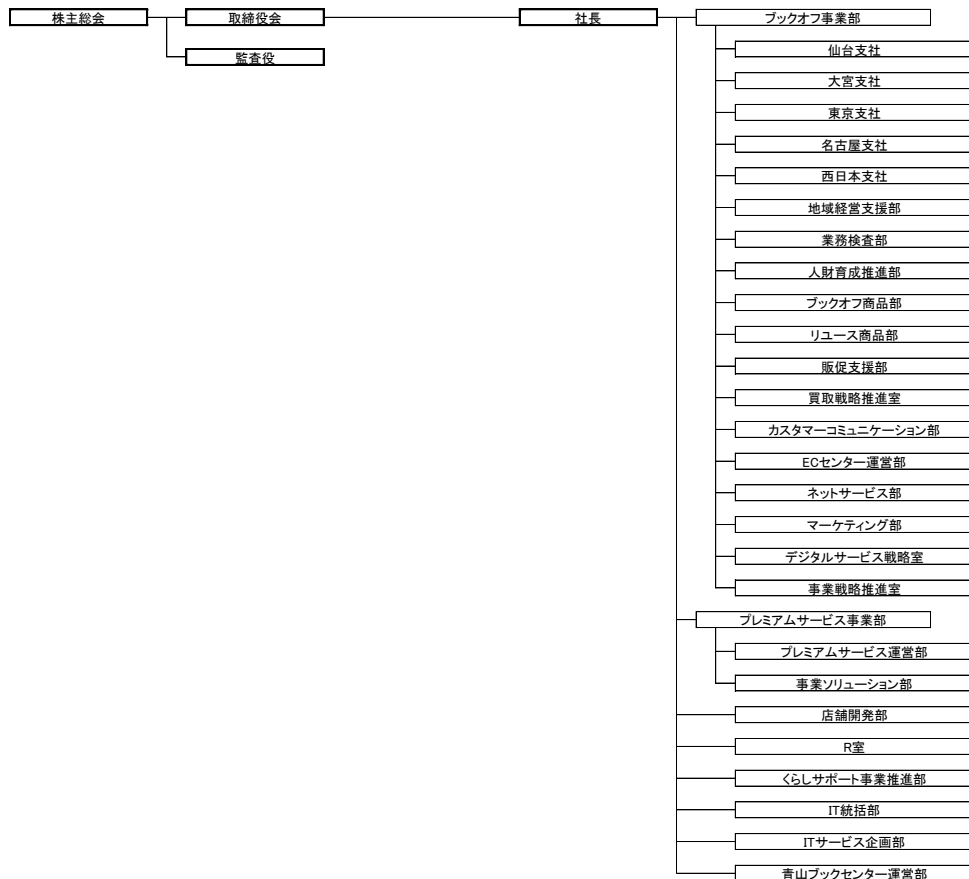 株主総会
取締役会
社長
ブックオフ事業部
監査役
仙台支社
大宮支社
東京支社
名古屋支社
西日本支社
地域経営支援部
業務検査部
人財育成推進部
ブックオフ商品部
リユース商品部
販促支援部
買取戦略推進室
カスタマーコミュニケーション部
ECセンター運営部
ネットサービス部
マーケティング部
デジタルサービス戦略室
事業戦略推進室
プレミアムサービス事業部
プレミアムサービス運営部
事業ソリューション部
店舗開発部
R室
くらしサポート事業推進部
IT統括部
ITサービス企画部
青山ブックセンター運営部